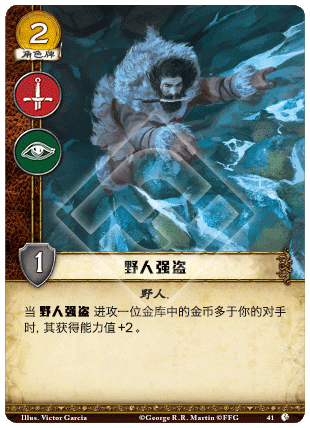 2
角色牌
1
野人强盗
野人.
当 野人强盗 进攻一位金库中的金币多于你的对手
时, 其获得能力值 +2 。
Illus. Victor Garcia ©George R.R. Martin ©FFG 41